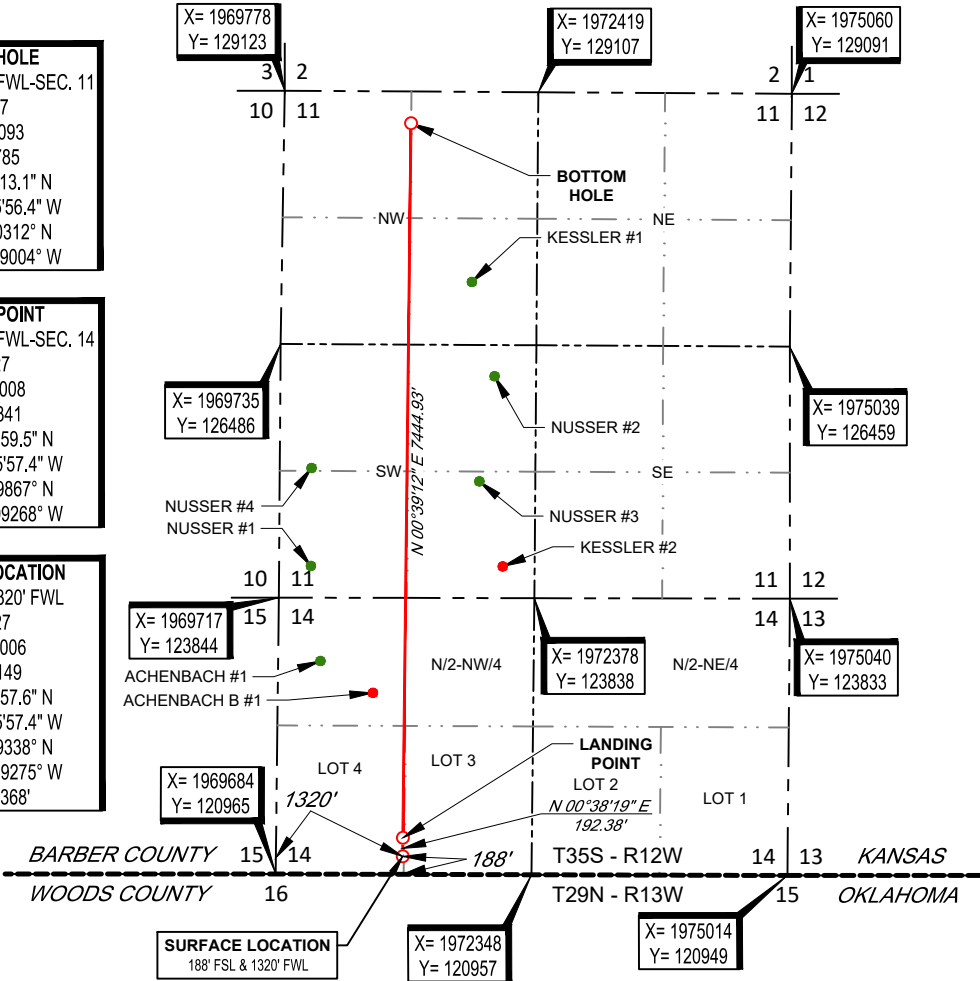 X= 1969778
Y= 129123
X= 1972419
Y= 129107
X= 1975060
Y= 129091
HOLE
FWL-SEC. 11
7
093
785
13.1" N
5'56.4" W
0312° N
9004° W
3 2
10 11
2 1
11 12
BOTTOM
HOLE
NW
NE
KESSLER #1
POINT
FWL-SEC. 14
27
008
341
59.5" N
5'57.4" W
9867° N
99268° W
X= 1969735
Y= 126486
X= 1975039
Y= 126459
N 00°39'12" E 7444.93'
NUSSER #2
SW
SE
NUSSER #4
NUSSER #1
NUSSER #3
KESSLER #2
OCATION
320' FWL
27
006
149
57.6" N
5'57.4" W
9338° N
9275° W
368'
10 11
15 14
11 12
14 13
X= 1969717
Y= 123844
X= 1972378
Y= 123838
X= 1975040
Y= 123833
N/2-NW/4
N/2-NE/4
ACHENBACH #1
ACHENBACH B #1
LOT 4
LOT 3
LANDING
POINT
LOT 2
LOT 1
N 00°38'19" E
192.38'
X= 1969684
Y= 120965
1320'
188'
BARBER COUNTY 15 14 T35S - R12W 14 13 KANSAS
WOODS COUNTY 16 T29N - R13W 15 OKLAHOMA
SURFACE LOCATION
188' FSL & 1320' FWL
X= 1972348
Y= 120957
X= 1975014
Y= 120949